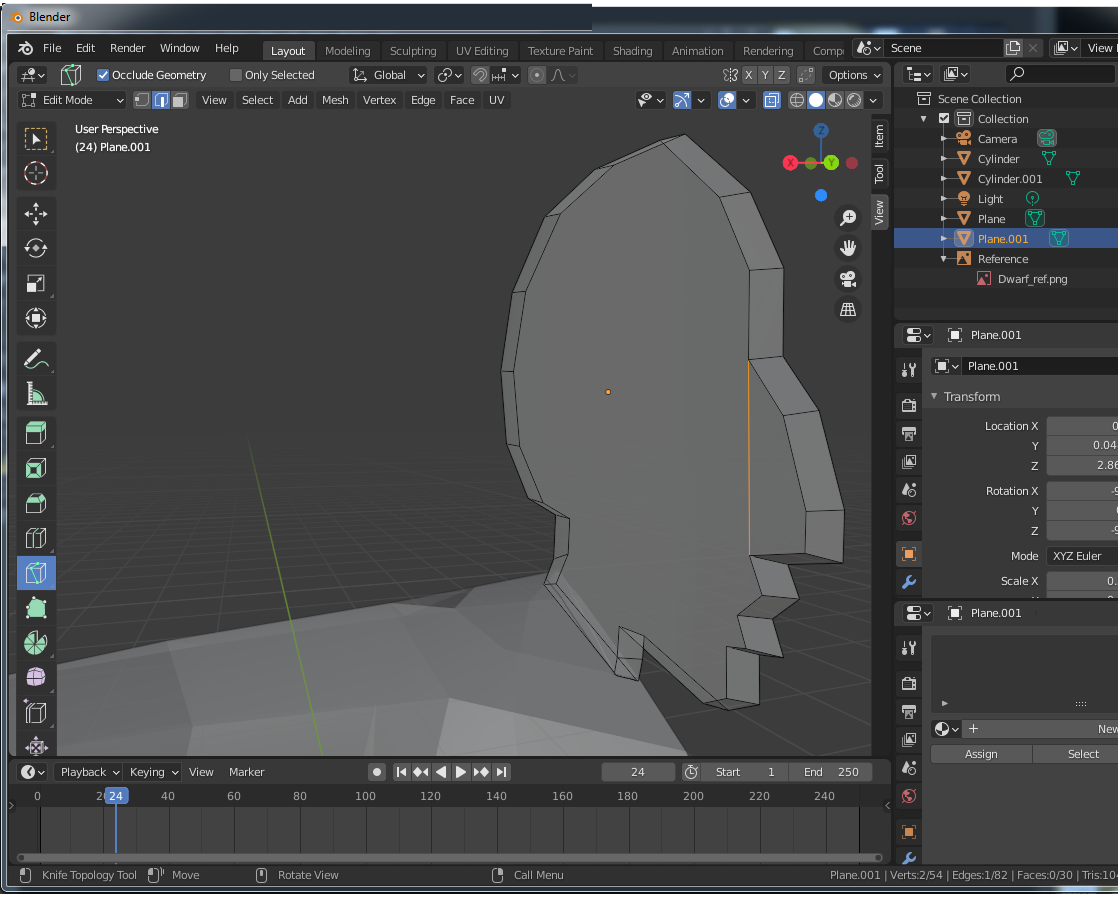 Blender
File Edit Render Window Help Layout Modeling Sculpting UV Editing Texture Paint Shading Animation Rendering Comp Scene View
Occlude Geometry Only Selected Global X Y Z Options
Edit Mode View Select Add Mesh Vertex Edge Face UV
User Perspective
(24) Plane.001
Z
X Y
Item
Tool
View
Scene Collection
Collection
Camera
Cylinder
Cylinder.001
Light
Plane
Plane.001
Reference
Dwarf_ref.png
Plane.001
Plane.001
Transform
Location X 0
Y 0.04
Z 2.86
Rotation X -9
Y
Z -9
Mode XYZ Euler
Scale X 0.
Plane.001
New
Assign Select
Playback Keying View Marker 24 Start 1 End 250
0 20 24 40 60 80 100 120 140 160 180 200 220 240
Knife Topology Tool Move Rotate View Call Menu Plane.001 | Verts:2/54 | Edges:1/82 | Faces:0/30 | Tris:10